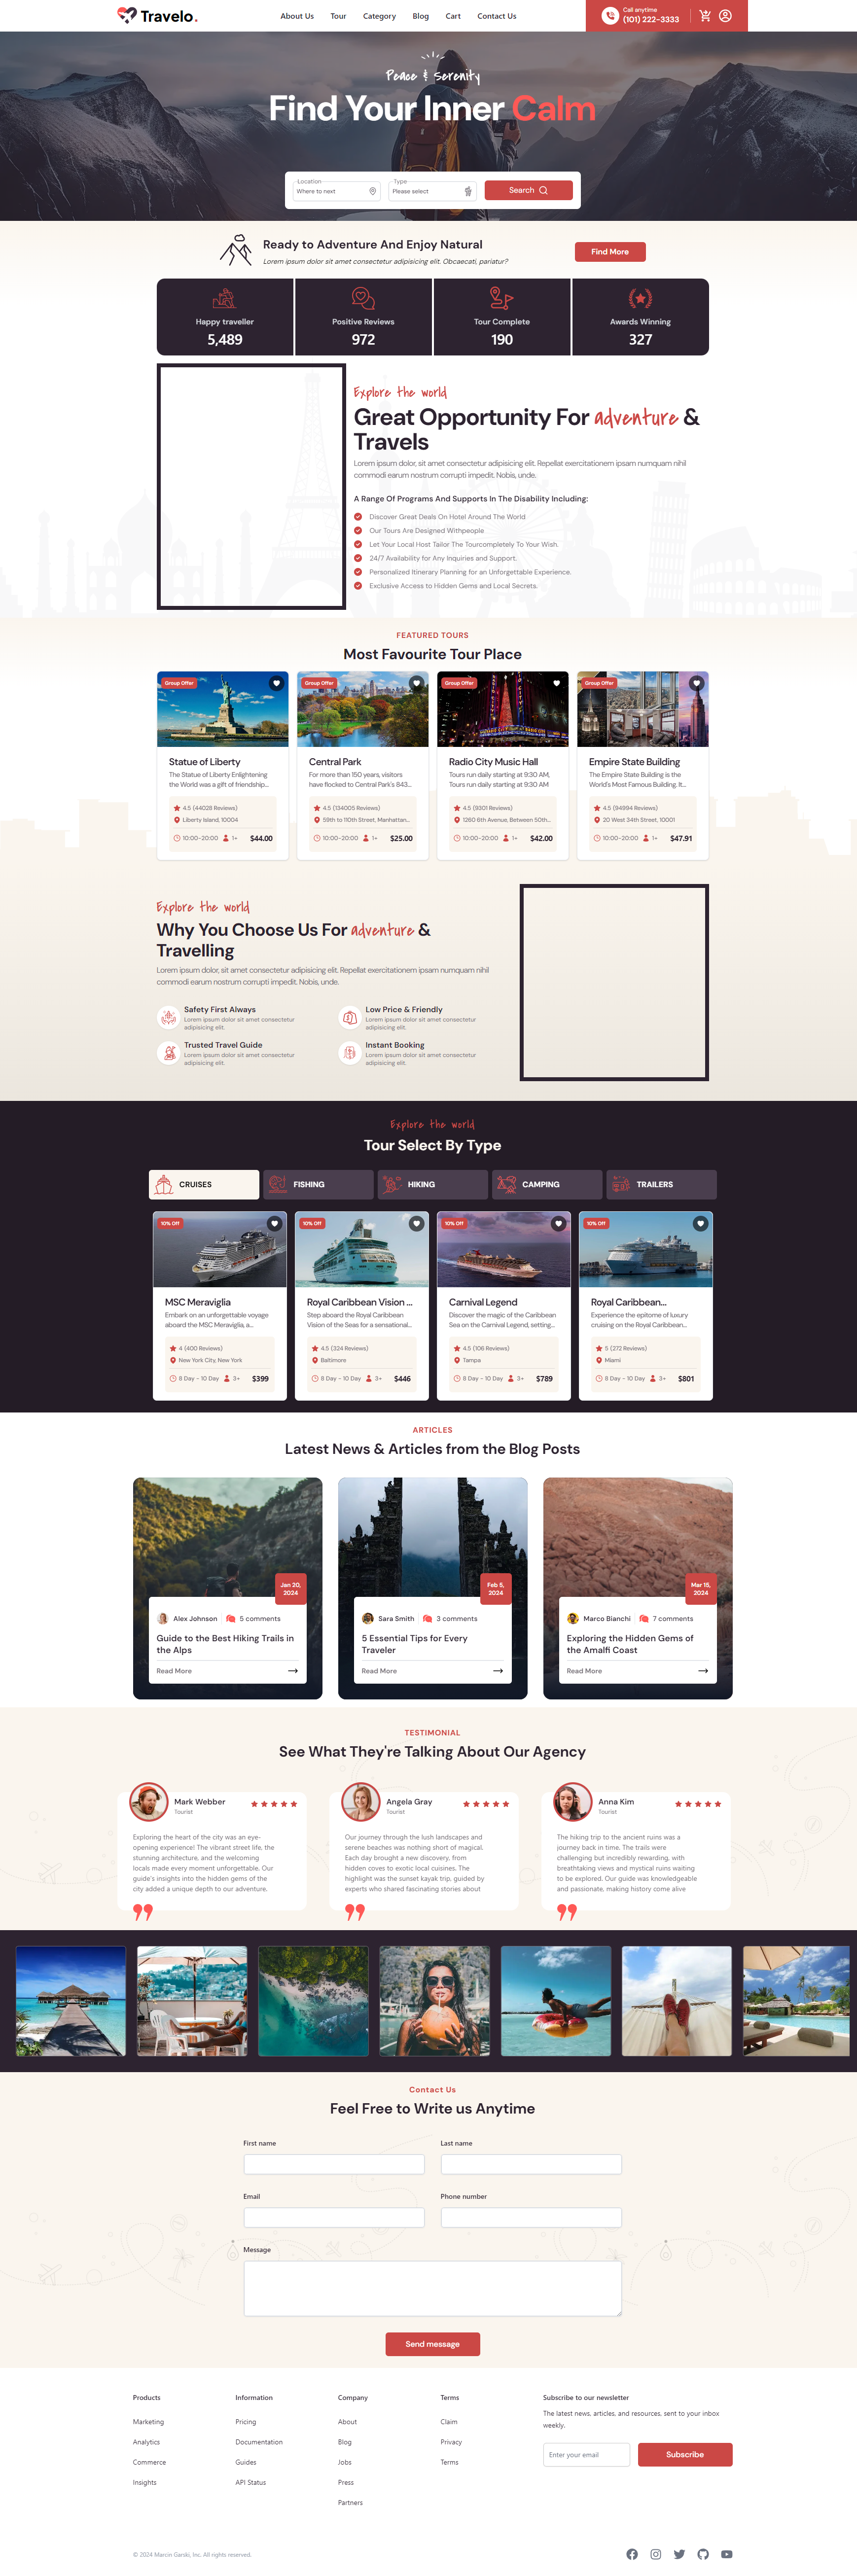 Travelo.
About Us Tour Category Blog Cart Contact Us
Call anytime
(101) 222-3333
Peace & Serenity
Find Your Inner Calm
Location
Where to next
Type
Please select
Search
Ready to Adventure And Enjoy Natural
Lorem ipsum dolor sit amet consectetur adipisicing elit. Obcaecati, pariatur?
Find More
Happy traveller
5,489
Positive Reviews
972
Tour Complete
190
Awards Winning
327
Explore the world
Great Opportunity For adventure &
Travels
Lorem ipsum dolor, sit amet consectetur adipisicing elit. Repellat exercitationem ipsam numquam nihil
commodi earum nostrum corrupti impedit. Nobis, unde.
A Range Of Programs And Supports In The Disability Including:
Discover Great Deals On Hotel Around The World
Our Tours Are Designed Withpeople
Let Your Local Host Tailor The Tourcompletely To Your Wish.
24/7 Availability for Any Inquiries and Support.
Personalized Itinerary Planning for an Unforgettable Experience.
Exclusive Access to Hidden Gems and Local Secrets.
FEATURED TOURS
Most Favourite Tour Place
Group Offer
Statue of Liberty
The Statue of Liberty Enlightening
the World was a gift of friendship...
4.5 (44028 Reviews)
Liberty Island, 10004
10:00-20:00 1+ $44.00
Group Offer
Central Park
For more than 150 years, visitors
have flocked to Central Park's 843...
4.5 (134005 Reviews)
59th to 110th Street, Manhattan...
10:00-20:00 1+ $25.00
Group Offer
Radio City Music Hall
Tours run daily starting at 9:30 AM,
Tours run daily starting at 9:30 AM
4.5 (9301 Reviews)
1260 6th Avenue, Between 50th...
10:00-20:00 1+ $42.00
Group Offer
Empire State Building
The Empire State Building is the
World's Most Famous Building. It...
4.5 (94994 Reviews)
20 West 34th Street, 10001
10:00-20:00 1+ $47.91
Explore the world
Why You Choose Us For adventure &
Travelling
Lorem ipsum dolor, sit amet consectetur adipisicing elit. Repellat exercitationem ipsam numquam nihil
commodi earum nostrum corrupti impedit. Nobis, unde.
Safety First Always
Lorem ipsum dolor sit amet consectetur
adipisicing elit.
Low Price & Friendly
Lorem ipsum dolor sit amet consectetur
adipisicing elit.
Trusted Travel Guide
Lorem ipsum dolor sit amet consectetur
adipisicing elit.
Instant Booking
Lorem ipsum dolor sit amet consectetur
adipisicing elit.
Explore the world
Tour Select By Type
CRUISES
FISHING
HIKING
CAMPING
TRAILERS
10% Off
MSC Meraviglia
Embark on an unforgettable voyage
aboard the MSC Meraviglia, a...
4 (400 Reviews)
New York City, New York
8 Day - 10 Day 3+ $399
10% Off
Royal Caribbean Vision ...
Step aboard the Royal Caribbean
Vision of the Seas for a sensational...
4.5 (324 Reviews)
Baltimore
8 Day - 10 Day 3+ $446
10% Off
Carnival Legend
Discover the magic of the Caribbean
Sea on the Carnival Legend, setting...
4.5 (106 Reviews)
Tampa
8 Day - 10 Day 3+ $789
10% Off
Royal Caribbean...
Experience the epitome of luxury
cruising on the Royal Caribbean...
5 (272 Reviews)
Miami
8 Day - 10 Day 3+ $801
ARTICLES
Latest News & Articles from the Blog Posts
Jan 20,
2024
Alex Johnson 5 comments
Guide to the Best Hiking Trails in
the Alps
Read More
Feb 5,
2024
Sara Smith 3 comments
5 Essential Tips for Every
Traveler
Read More
Mar 15,
2024
Marco Bianchi 7 comments
Exploring the Hidden Gems of
the Amalfi Coast
Read More
TESTIMONIAL
See What They're Talking About Our Agency
Mark Webber
Tourist
Exploring the heart of the city was an eye-
opening experience! The vibrant street life, the
stunning architecture, and the welcoming
locals made every moment unforgettable. Our
guide's insights into the hidden gems of the
city added a unique depth to our adventure.
Angela Gray
Tourist
Our journey through the lush landscapes and
serene beaches was nothing short of magical.
Each day brought a new discovery, from
hidden coves to exotic local cuisines. The
highlight was the sunset kayak trip, guided by
experts who shared fascinating stories about
Anna Kim
Tourist
The hiking trip to the ancient ruins was a
journey back in time. The trails were
challenging but incredibly rewarding, with
breathtaking views and mystical ruins waiting
to be explored. Our guide was knowledgeable
and passionate, making history come alive
Contact Us
Feel Free to Write us Anytime
First name
Last name
Email
Phone number
Message
Send message
Products
Marketing
Analytics
Commerce
Insights
Information
Pricing
Documentation
Guides
API Status
Company
About
Blog
Jobs
Press
Partners
Terms
Claim
Privacy
Terms
Subscribe to our newsletter
The latest news, articles, and resources, sent to your inbox
weekly.
Enter your email
Subscribe
© 2024 Marcin Garski, Inc. All rights reserved.